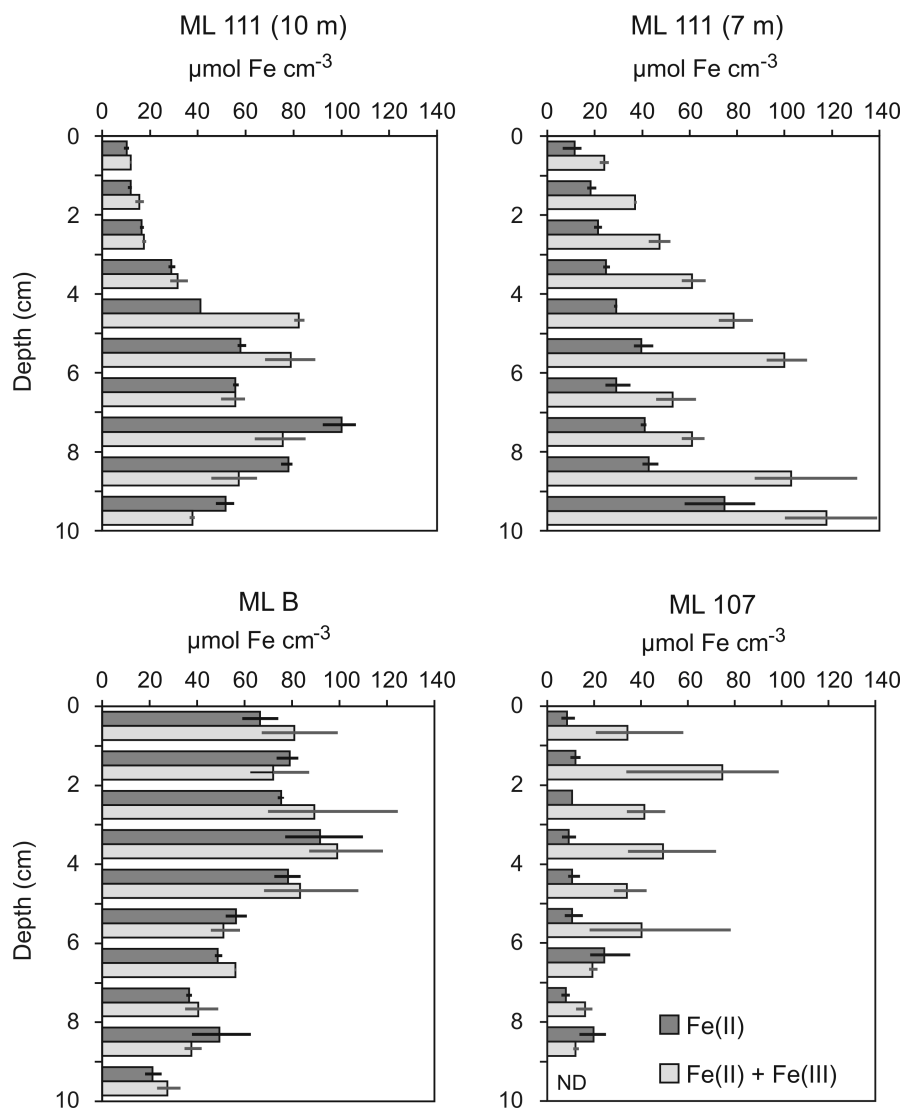 ML 111 (10 m)
µmol Fe cm-3
0 20 40 60 80 100 120 140
0
2
4
6
8
10
Depth (cm)
ML 111 (7 m)
µmol Fe cm-3
0 20 40 60 80 100 120 140
0
2
4
6
8
10
ML B
µmol Fe cm-3
0 20 40 60 80 100 120 140
0
2
4
6
8
10
Depth (cm)
ML 107
µmol Fe cm-3
0 20 40 60 80 100 120 140
0
2
4
6
8
10
Fe(II)
Fe(II) + Fe(III)
ND